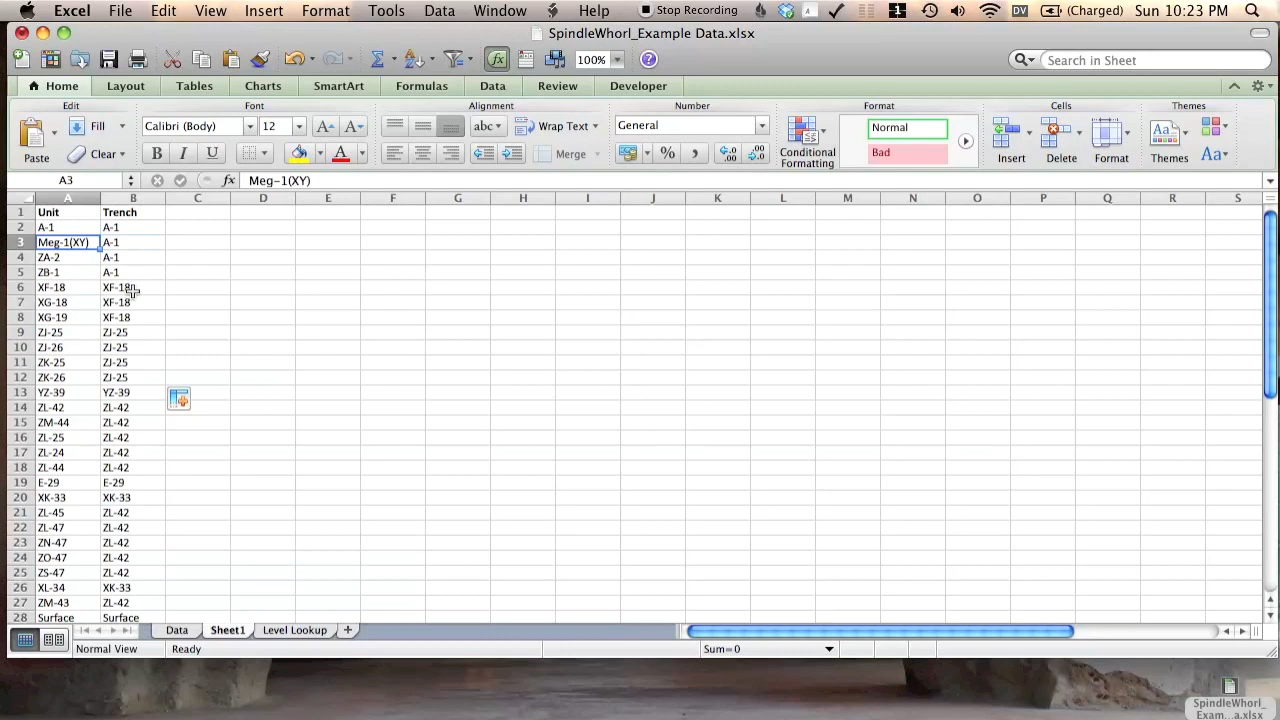 Excel File Edit View Insert Format Tools Data Window Help Stop Recording 1 DV (Charged) Sun 10:23 PM
SpindleWhorl_Example Data.xlsx
100% Search in Sheet
Home Layout Tables Charts SmartArt Formulas Data Review Developer
Edit Font Alignment Number Format Cells Themes
Fill Calibri (Body) 12 abc Wrap Text General Normal
Paste Clear B I U A Merge % Conditional Formatting Bad Insert Delete Format Themes Aa
A3 fx Meg-1(XY)
A B C D E F G H I J K L M N O P Q R S
1 Unit Trench
2 A-1 A-1
3 Meg-1(XY) A-1
4 ZA-2 A-1
5 ZB-1 A-1
6 XF-18 XF-18
7 XG-18 XF-18
8 XG-19 XF-18
9 ZJ-25 ZJ-25
10 ZJ-26 ZJ-25
11 ZK-25 ZJ-25
12 ZK-26 ZJ-25
13 YZ-39 YZ-39
14 ZL-42 ZL-42
15 ZM-44 ZL-42
16 ZL-25 ZL-42
17 ZL-24 ZL-42
18 ZL-44 ZL-42
19 E-29 E-29
20 XK-33 XK-33
21 ZL-45 ZL-42
22 ZL-47 ZL-42
23 ZN-47 ZL-42
24 ZO-47 ZL-42
25 ZS-47 ZL-42
26 XL-34 XK-33
27 ZM-43 ZL-42
28 Surface Surface
Data Sheet1 Level Lookup
Normal View Ready Sum=0
SpindleWhorl_
Exam...a.xlsx